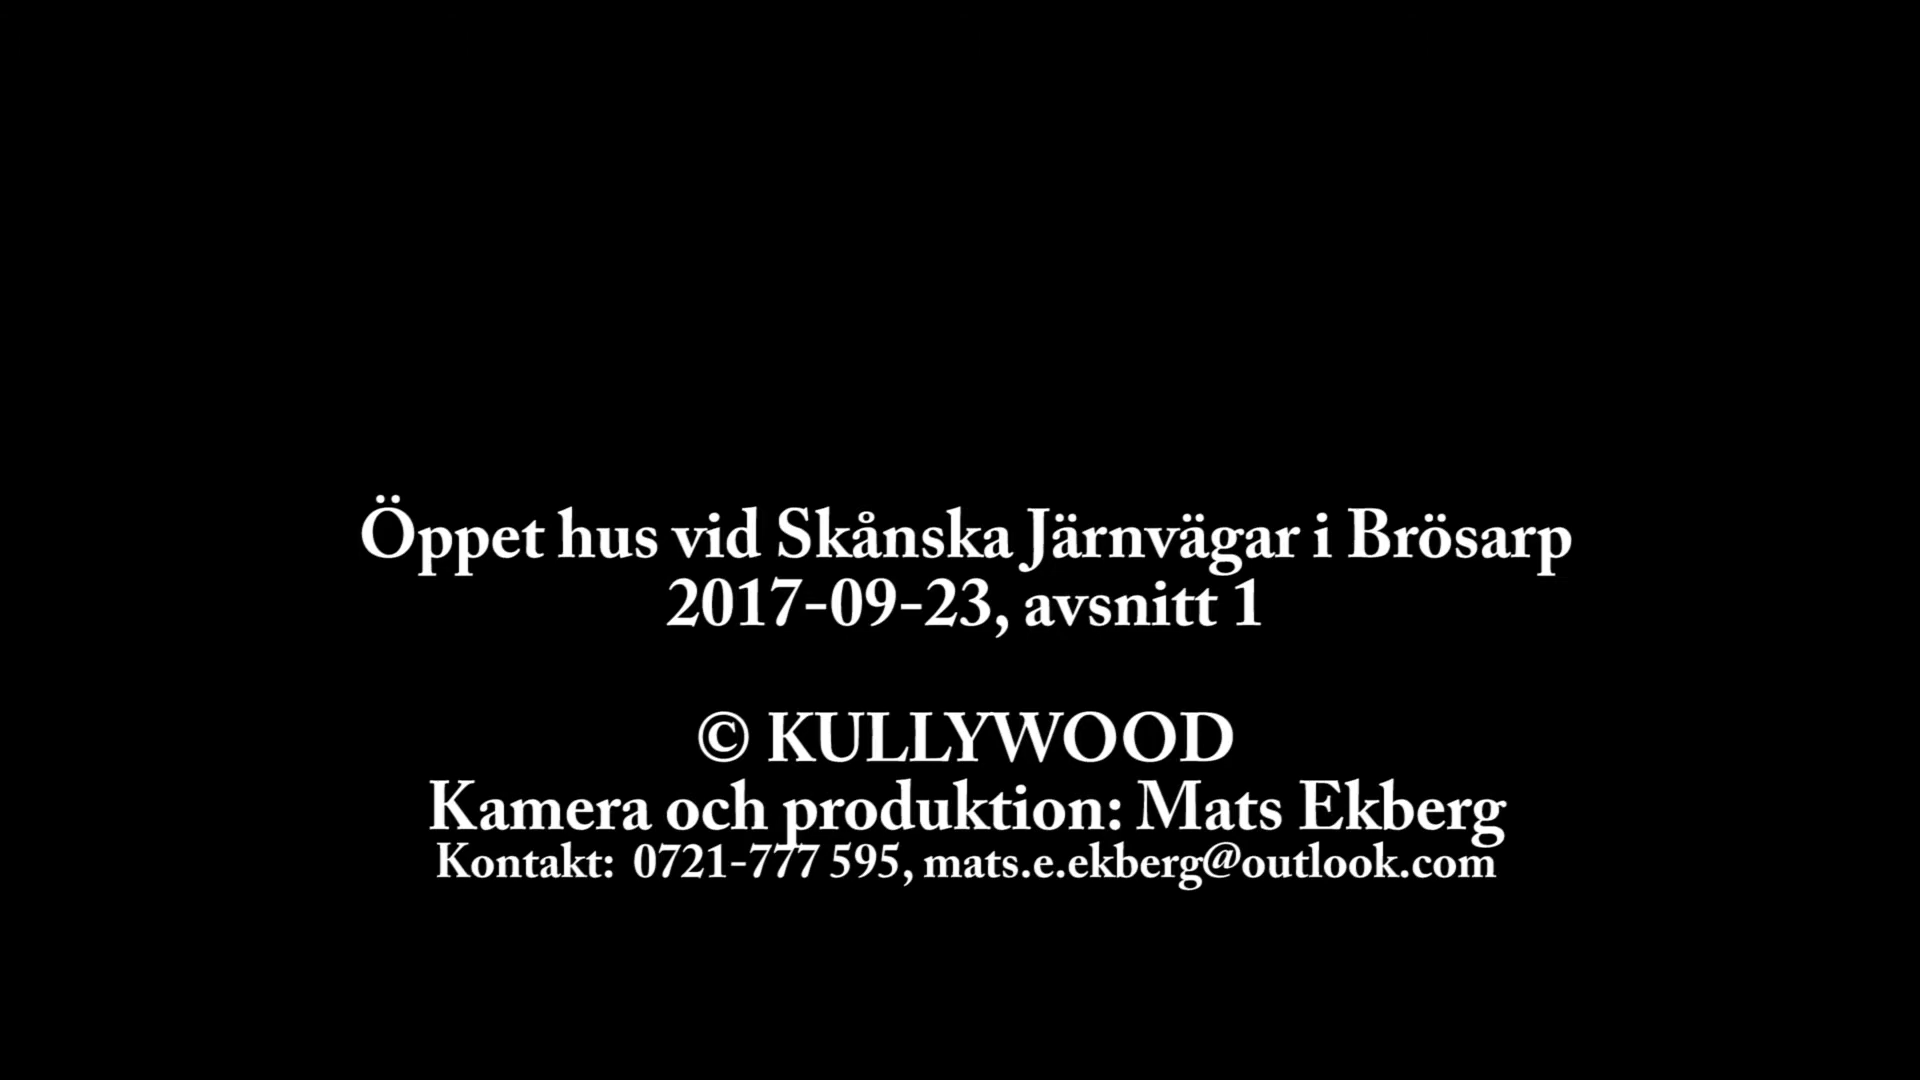 Öppet hus vid Skånska Järnvägar i Brösarp
2017-09-23, avsnitt 1
© KULLYWOOD
Kamera och produktion: Mats Ekberg
Kontakt: 0721-777 595, mats.e.ekberg@outlook.com